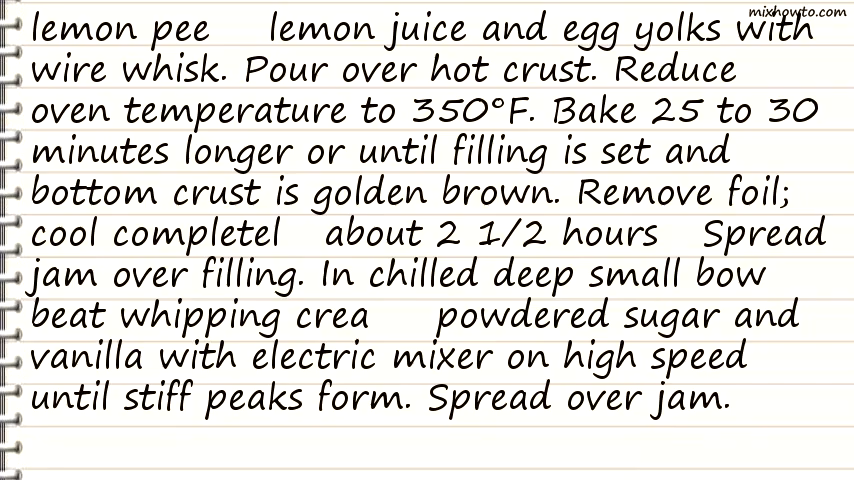 mixhowto.com
lemon pee lemon juice and egg yolks with
wire whisk. Pour over hot crust. Reduce
oven temperature to 350°F. Bake 25 to 30
minutes longer or until filling is set and
bottom crust is golden brown. Remove foil;
cool completel about 2 1/2 hours Spread
jam over filling. In chilled deep small bow
beat whipping crea powdered sugar and
vanilla with electric mixer on high speed
until stiff peaks form. Spread over jam.